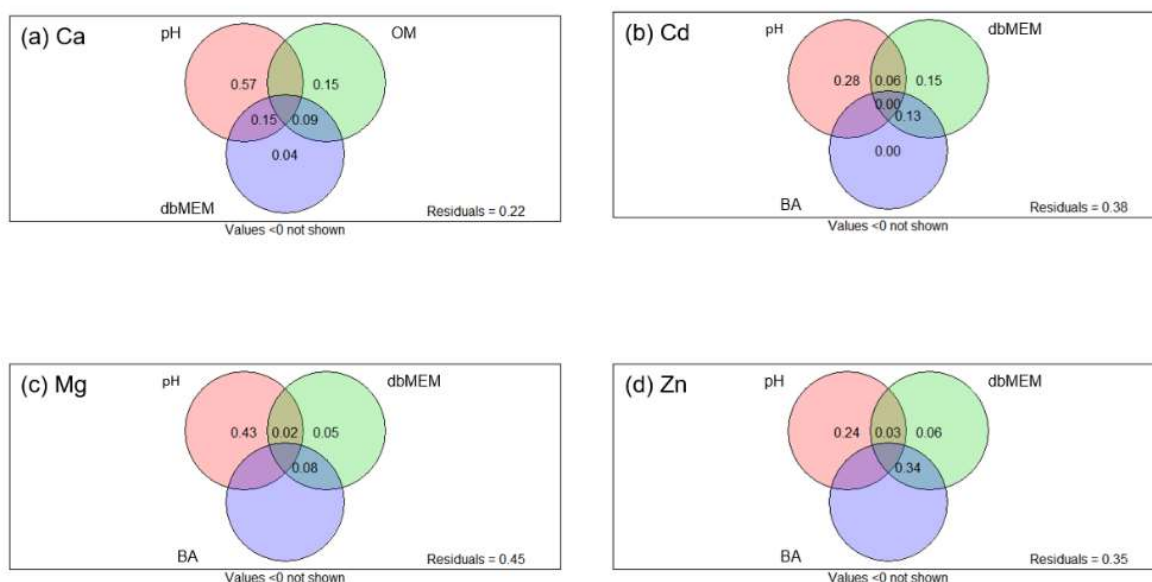 (a) Ca
pH
OM
0.57
0.15
0.15
0.09
0.04
dbMEM
Residuals = 0.22
Values <0 not shown
(b) Cd
pH
dbMEM
0.28
0.06
0.15
0.00
0.13
0.00
BA
Residuals = 0.38
Values <0 not shown
(c) Mg
pH
dbMEM
0.43
0.02
0.05
0.08
BA
Residuals = 0.45
Values <0 not shown
(d) Zn
pH
dbMEM
0.24
0.03
0.06
0.34
BA
Residuals = 0.35
Values <0 not shown